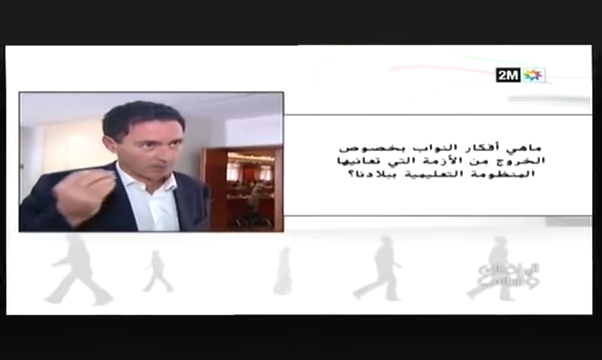 2M
ماهي أفكار النواب بخصوص
الخروج من الأزمة التي تعانيها
المنظومة التعليمية ببلادنا؟